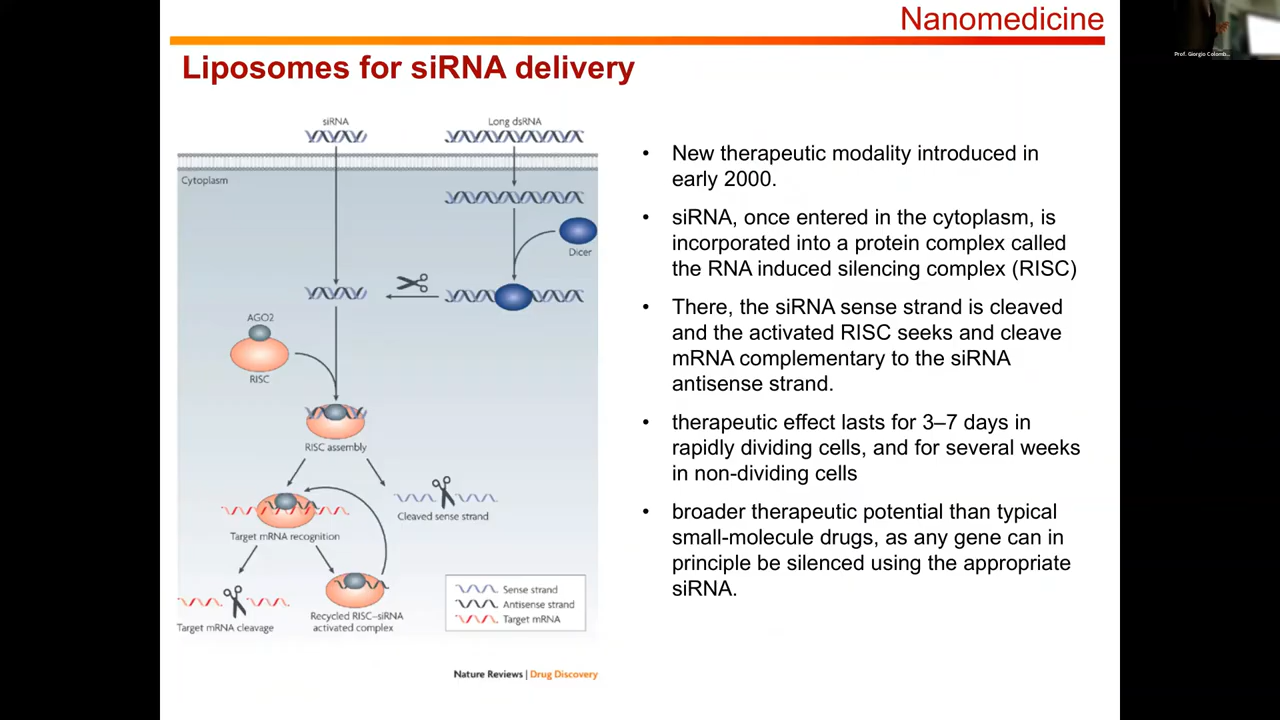 Nanomedicine
Prof. Giorgio Colomb...
Liposomes for siRNA delivery
siRNA
Long dsRNA
Cytoplasm
Dicer
AGO2
RISC
RISC assembly
Cleaved sense strand
Target mRNA recognition
Recycled RISC–siRNA
activated complex
Target mRNA cleavage
Sense strand
Antisense strand
Target mRNA
Nature Reviews | Drug Discovery
• New therapeutic modality introduced in
early 2000.
• siRNA, once entered in the cytoplasm, is
incorporated into a protein complex called
the RNA induced silencing complex (RISC)
• There, the siRNA sense strand is cleaved
and the activated RISC seeks and cleave
mRNA complementary to the siRNA
antisense strand.
• therapeutic effect lasts for 3–7 days in
rapidly dividing cells, and for several weeks
in non-dividing cells
• broader therapeutic potential than typical
small-molecule drugs, as any gene can in
principle be silenced using the appropriate
siRNA.